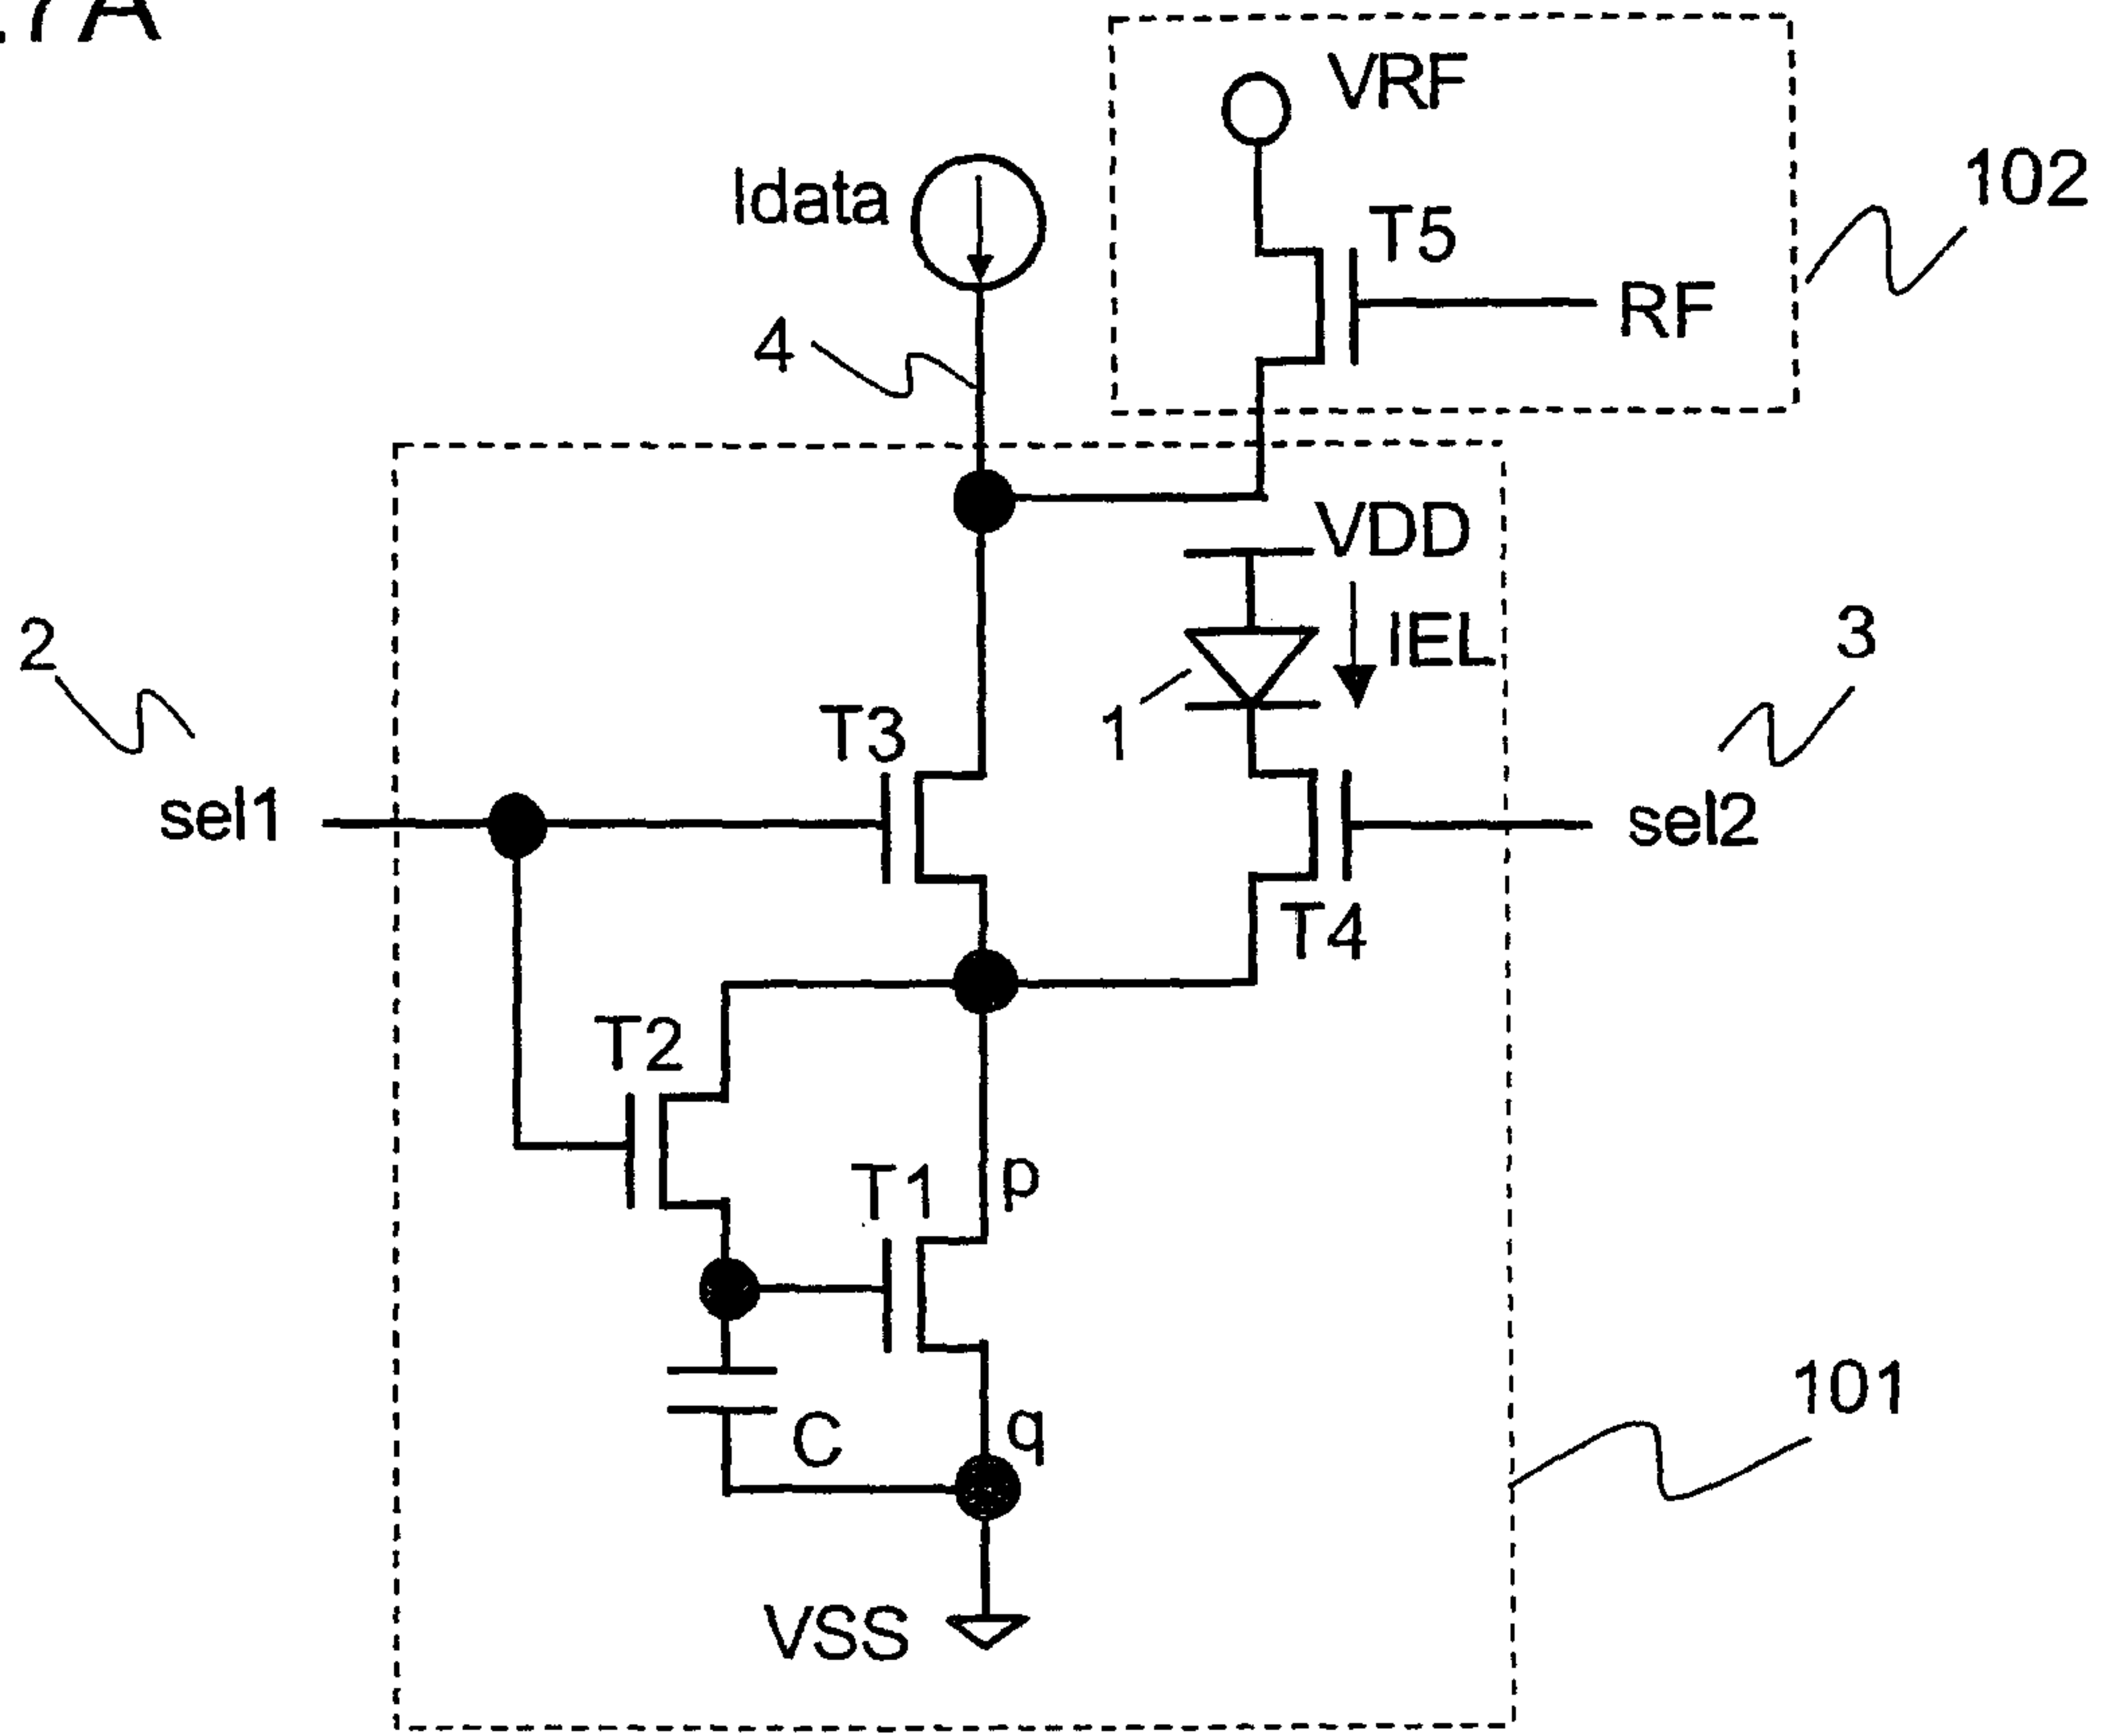 .7A
VRF
102
Idata
T5
RF
4
VDD
IEL
2
3
1
T3
sel1
sel2
T4
T2
T1
p
101
C
q
VSS